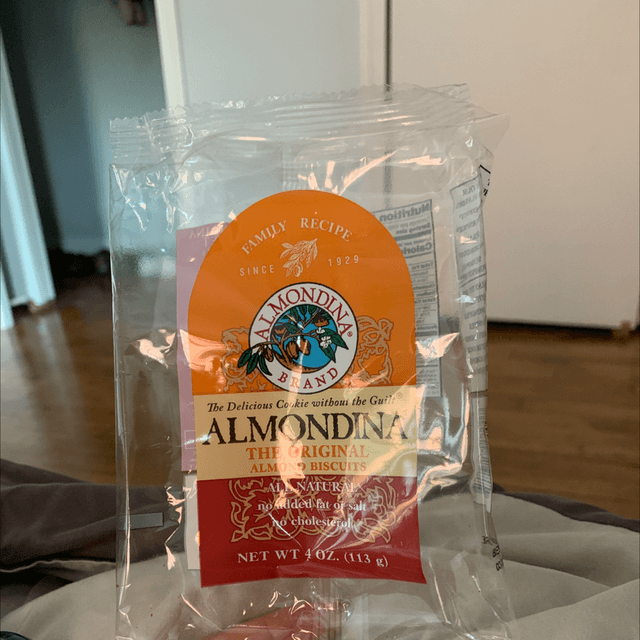 FAMILY RECIPE
SINCE 1929
ALMONDINA®
BRAND
The Delicious Cookie without the Guilt®
ALMONDINA
THE ORIGINAL
ALMOND BISCUITS
ALL NATURAL
no added fat or salt
no cholesterol
NET WT 4 OZ. (113 g)
Nutrition